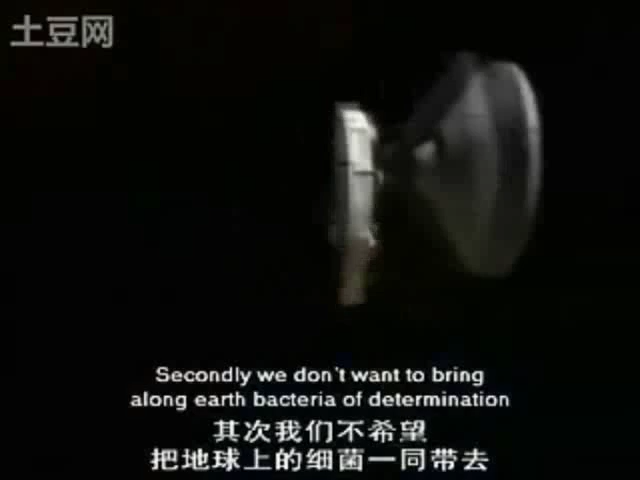 土豆网
Secondly we don't want to bring
along earth bacteria of determination
其次我们不希望
把地球上的细菌一同带去